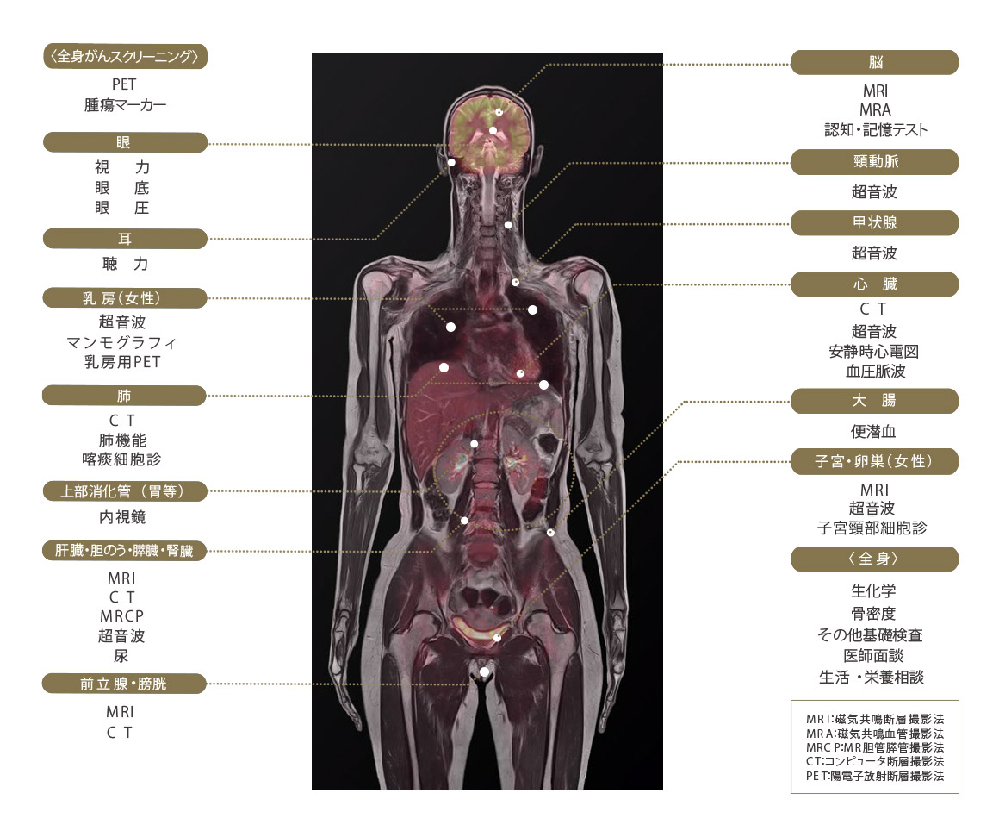 〈全身がんスクリーニング〉
PET
腫瘍マーカー
眼
視　力
眼　底
眼　圧
耳
聴　力
乳房(女性)
超音波
マンモグラフィ
乳房用PET
肺
CT
肺機能
喀痰細胞診
上部消化管（胃等）
内視鏡
肝臓・胆のう・膵臓・腎臓
MRI
CT
MRCP
超音波
尿
前立腺・膀胱
MRI
CT
脳
MRI
MRA
認知・記憶テスト
頸動脈
超音波
甲状腺
超音波
心　臓
CT
超音波
安静時心電図
血圧脈波
大　腸
便潜血
子宮・卵巣(女性)
MRI
超音波
子宮頸部細胞診
〈全身〉
生化学
骨密度
その他基礎検査
医師面談
生活・栄養相談
MRI:磁気共鳴断層撮影法
MRA:磁気共鳴血管撮影法
MRCP:MR胆管膵管撮影法
CT:コンピュータ断層撮影法
PET:陽電子放射断層撮影法